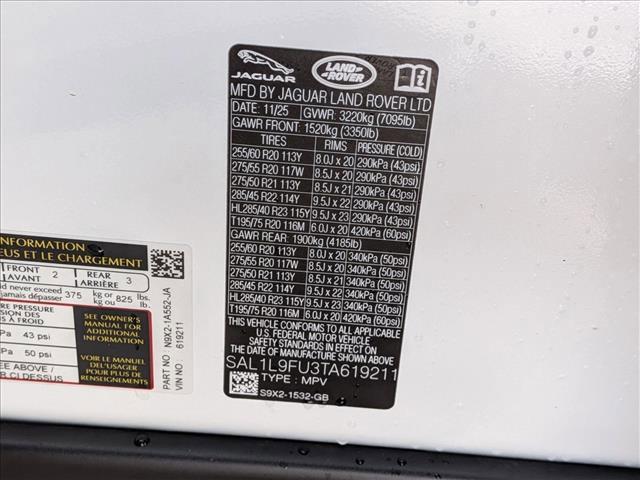 JAGUAR
LAND ROVER
MFD BY JAGUAR LAND ROVER LTD
DATE: 11/25 GVWR: 3220kg (7095lb)
GAWR FRONT: 1520kg (3350lb)
TIRES RIMS PRESSURE (COLD)
255/60 R20 113Y 8.0J x 20 290kPa (43psi)
275/55 R20 117W 8.5J x 20 290kPa (43psi)
275/50 R21 113Y 8.5J x 21 290kPa (43psi)
285/45 R22 114Y 9.5J x 22 290kPa (43psi)
HL285/40 R23 115Y 9.5J x 23 290kPa (43psi)
T195/75 R20 116M 6.0J x 20 420kPa (60psi)
GAWR REAR: 1900kg (4185lb)
255/60 R20 113Y 8.0J x 20 340kPa (50psi)
275/55 R20 117W 8.5J x 20 340kPa (50psi)
275/50 R21 113Y 8.5J x 21 340kPa (50psi)
285/45 R22 114Y 9.5J x 22 340kPa (50psi)
HL285/40 R23 115Y 9.5J x 23 340kPa (50psi)
T195/75 R20 116M 6.0J x 20 420kPa (60psi)
THIS VEHICLE CONFORMS TO ALL APPLICABLE
U.S. FEDERAL MOTOR VEHICLE
SAFETY AND THEFT PREVENTION STANDARDS
IN EFFECT ON THE DATE OF MANUFACTURE
SHOWN ABOVE
SAL1L9FU3TA619211
TYPE: MPV
S9X2-1532-GB
INFORMATION
EUS ET LE CHARGEMENT
FRONT 2 REAR 3
AVANT ARRIÈRE
never exceed 375 kg or 825 lbs.
jamais dépasser kg ou lb.
PRESSURE
PRESSION
À FROID
SEE OWNER'S
MANUAL FOR
ADDITIONAL
INFORMATION
43 PSI
50 PSI
VOIR LE MANUEL
POUR PLUS DE
RENSEIGNEMENTS
SEE ABOVE /
CI DESSUS
PART NO. N9X2-1A552-JA
VIN NO 619211